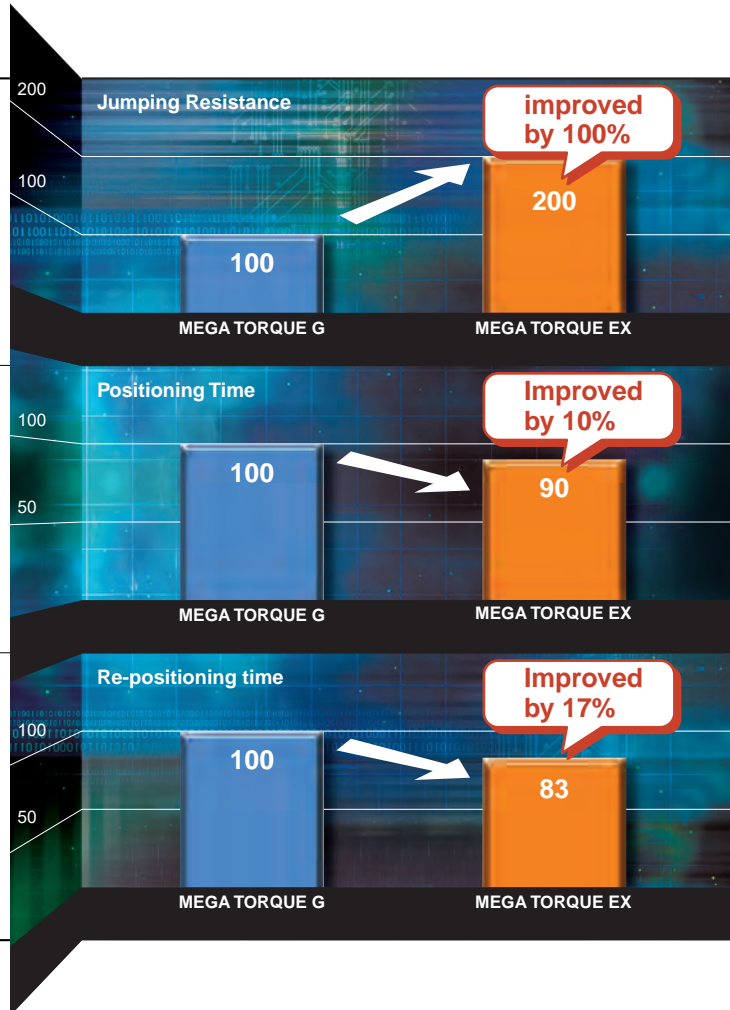 200
Jumping Resistance
improved
by 100%
100
200
100
MEGA TORQUE G
MEGA TORQUE EX
Positioning Time
Improved
by 10%
100
100
90
50
MEGA TORQUE G
MEGA TORQUE EX
Re-positioning time
Improved
by 17%
100
100
83
50
MEGA TORQUE G
MEGA TORQUE EX